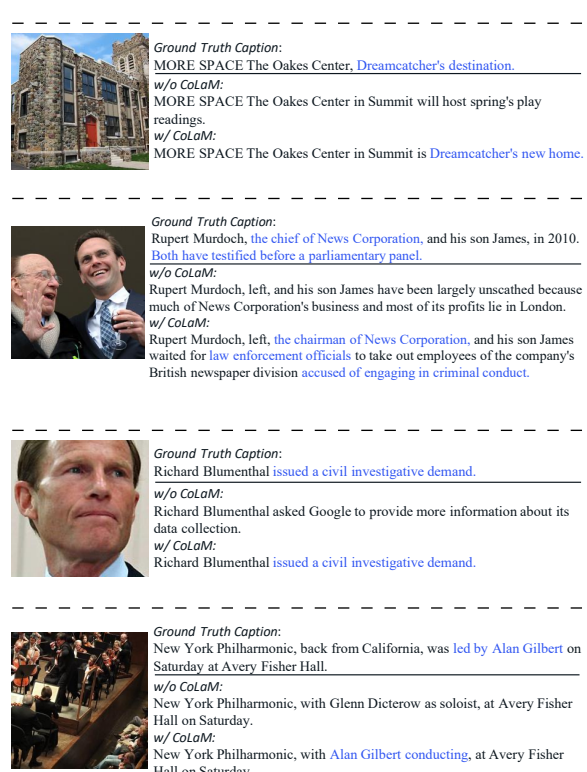 Ground Truth Caption:
MORE SPACE The Oakes Center, Dreamcatcher's destination.
w/o CoLaM:
MORE SPACE The Oakes Center in Summit will host spring's play
readings.
w/ CoLaM:
MORE SPACE The Oakes Center in Summit is Dreamcatcher's new home.
Ground Truth Caption:
Rupert Murdoch, the chief of News Corporation, and his son James, in 2010.
Both have testified before a parliamentary panel.
w/o CoLaM:
Rupert Murdoch, left, and his son James have been largely unscathed because
much of News Corporation's business and most of its profits lie in London.
w/ CoLaM:
Rupert Murdoch, left, the chairman of News Corporation, and his son James
waited for law enforcement officials to take out employees of the company's
British newspaper division accused of engaging in criminal conduct.
Ground Truth Caption:
Richard Blumenthal issued a civil investigative demand.
w/o CoLaM:
Richard Blumenthal asked Google to provide more information about its
data collection.
w/ CoLaM:
Richard Blumenthal issued a civil investigative demand.
Ground Truth Caption:
New York Philharmonic, back from California, was led by Alan Gilbert on
Saturday at Avery Fisher Hall.
w/o CoLaM:
New York Philharmonic, with Glenn Dicterow as soloist, at Avery Fisher
Hall on Saturday.
w/ CoLaM:
New York Philharmonic, with Alan Gilbert conducting, at Avery Fisher
Hall on Saturday